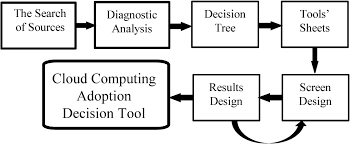 The Search
of Sources
Diagnostic
Analysis
Decision
Tree
Tools'
Sheets
Screen
Design
Results
Design
Cloud Computing
Adoption
Decision Tool